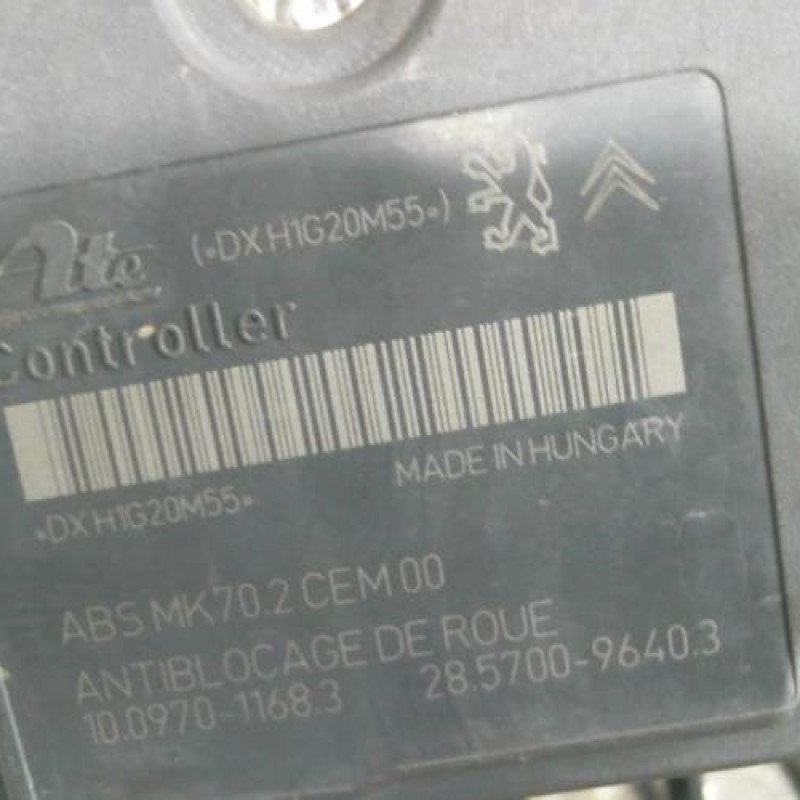 Ate (*DX H1G20M55*)
Controller
*DX H1G20M55* MADE IN HUNGARY
ABS MK70.2 CEM 00
ANTIBLOCAGE DE ROUE
10.0970-1168.3 28.5700-9640.3